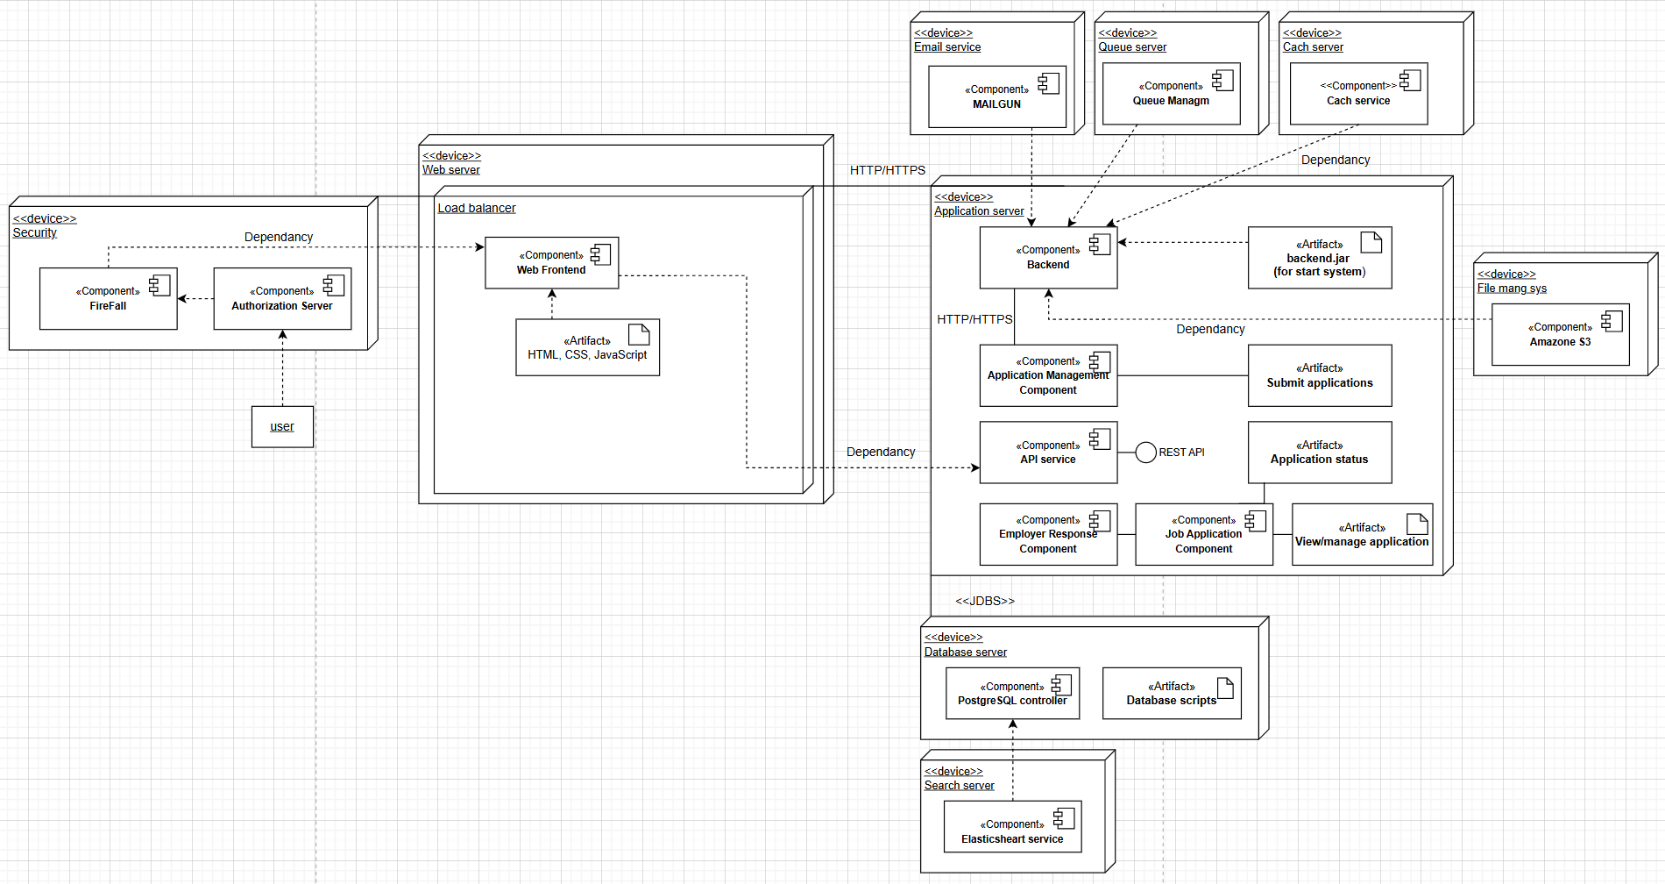 <<device>>
Email service
«Component»
MAILGUN
<<device>>
Queue server
«Component»
Queue Managm
<<device>>
Cach server
<<Component>>
Cach service
Dependancy
<<device>>
Security
Dependancy
«Component»
FireFall
«Component»
Authorization Server
user
<<device>>
Web server
Load balancer
«Component»
Web Frontend
«Artifact»
HTML, CSS, JavaScript
HTTP/HTTPS
Dependancy
<<device>>
Application server
«Component»
Backend
«Artifact»
backend.jar
(for start system)
HTTP/HTTPS
Dependancy
«Component»
Application Management
Component
«Artifact»
Submit applications
«Component»
API service
REST API
«Artifact»
Application status
«Component»
Employer Response
Component
«Component»
Job Application
Component
«Artifact»
View/manage application
<<device>>
File mang sys
«Component»
Amazone S3
<<JDBS>>
<<device>>
Database server
«Component»
PostgreSQL controller
«Artifact»
Database scripts
<<device>>
Search server
«Component»
Elasticsheart service